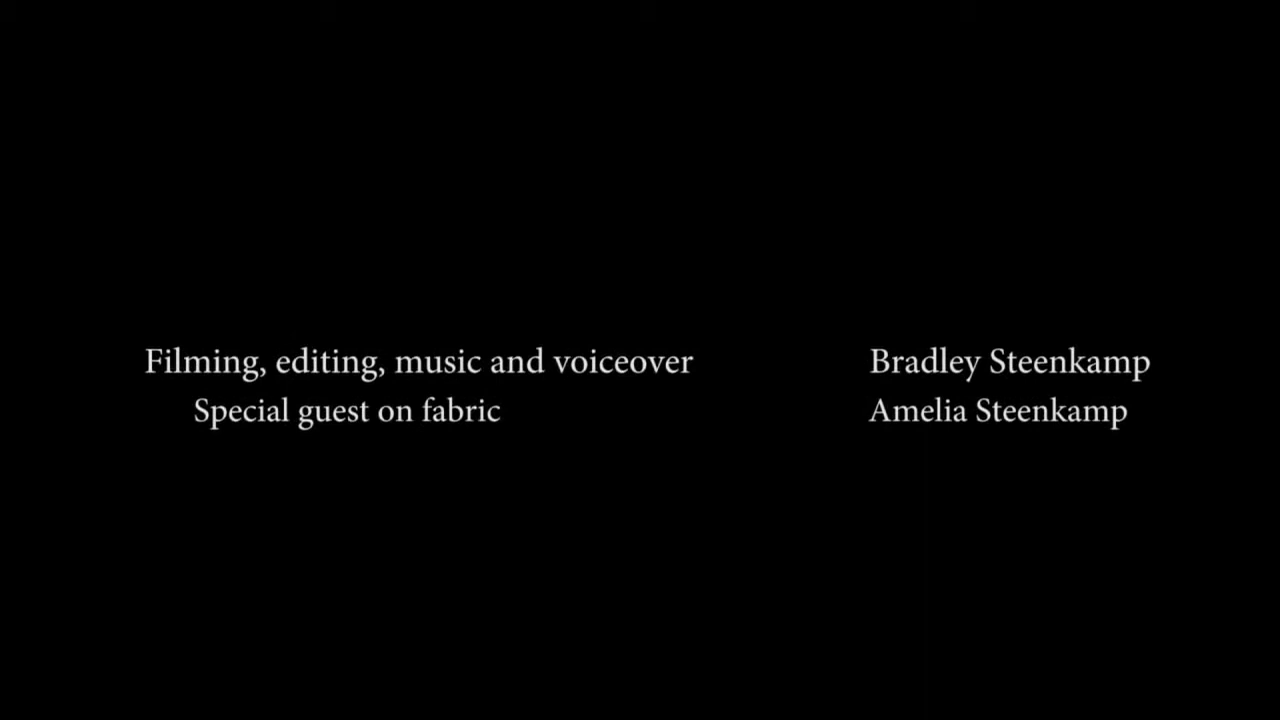 Filming, editing, music and voiceover Bradley Steenkamp
Special guest on fabric Amelia Steenkamp